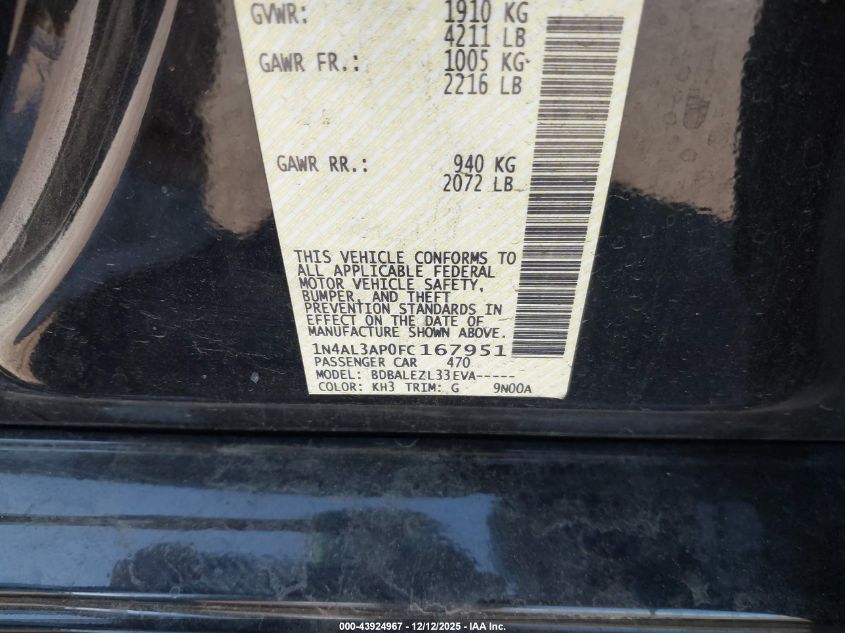 GVWR: 1910 KG
4211 LB
GAWR FR.: 1005 KG
2216 LB
GAWR RR.: 940 KG
2072 LB
THIS VEHICLE CONFORMS TO
ALL APPLICABLE FEDERAL
MOTOR VEHICLE SAFETY,
BUMPER, AND THEFT
PREVENTION STANDARDS IN
EFFECT ON THE DATE OF
MANUFACTURE SHOWN ABOVE.
1N4AL3AP0FC167951
PASSENGER CAR 470
MODEL: BDBALEZL33EVA-----
COLOR: KH3 TRIM: G 9N00A
000-43924967 - 12/12/2025 - IAA Inc.